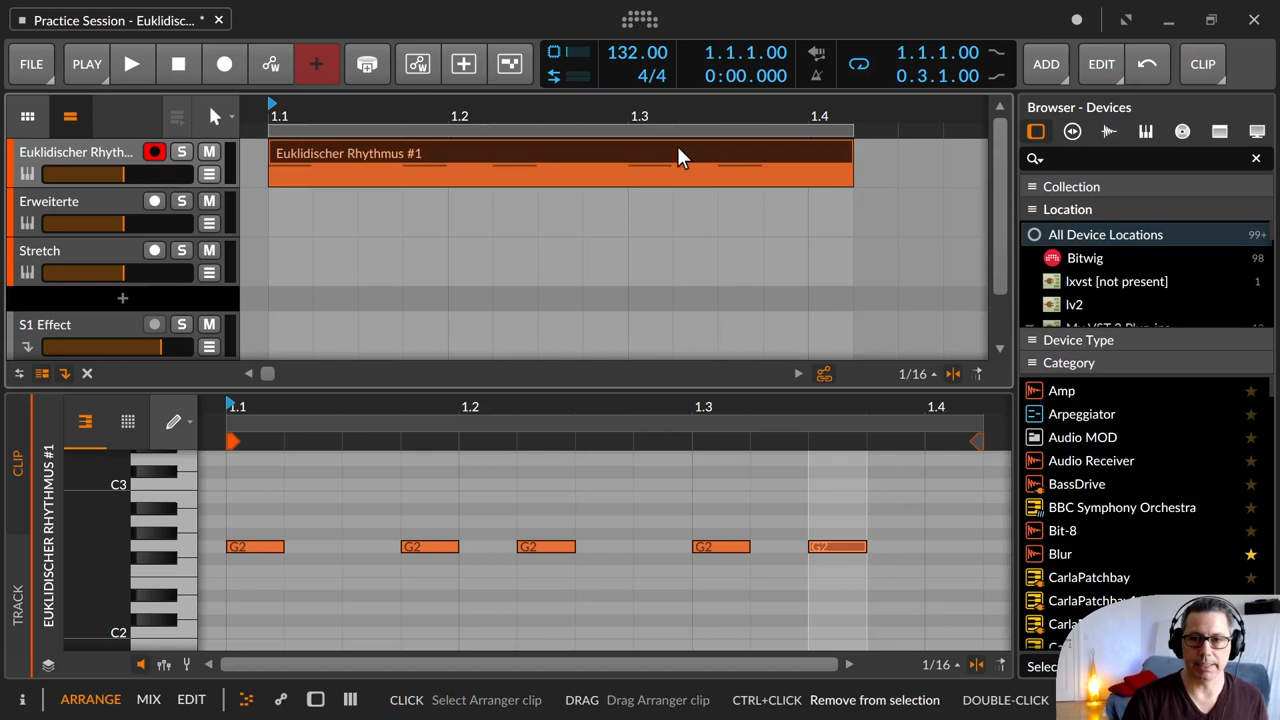 Practice Session - Euklidisc... *
FILE
PLAY
132.00
4/4
1.1.1.00
0:00.000
1.1.1.00
0.3.1.00
ADD
EDIT
CLIP
1.1
1.2
1.3
1.4
Euklidischer Rhyth...
S
M
Euklidischer Rhythmus #1
Erweiterte
S
M
Stretch
S
M
+
S1 Effect
S
M
1/16
Browser - Devices
Collection
Location
All Device Locations
99+
Bitwig
98
lxvst [not present]
1
lv2
My VST 2 Plug-ins
Device Type
Category
Amp
Arpeggiator
Audio MOD
Audio Receiver
BassDrive
BBC Symphony Orchestra
Bit-8
Blur
CarlaPatchbay
CLIP
TRACK
EUKLIDISCHER RHYTHMUS #1
1.1
1.2
1.3
1.4
C3
G2
G2
G2
G2
G2
C2
1/16
ARRANGE
MIX
EDIT
CLICK
Select Arranger clip
DRAG
Drag Arranger clip
CTRL+CLICK
Remove from selection
DOUBLE-CLICK